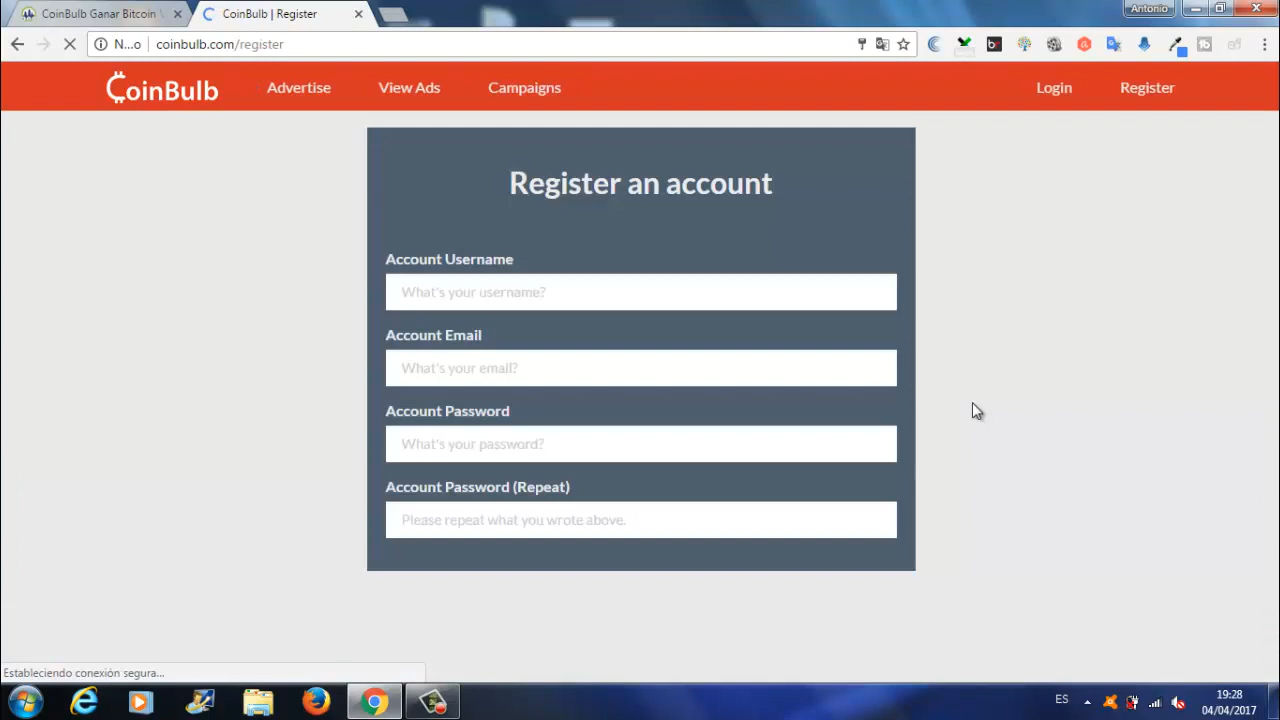 CoinBulb Ganar Bitcoin
CoinBulb | Register
Antonio
N...o
coinbulb.com/register
CoinBulb
Advertise
View Ads
Campaigns
Login
Register
Register an account
Account Username
What's your username?
Account Email
What's your email?
Account Password
What's your password?
Account Password (Repeat)
Please repeat what you wrote above.
Estableciendo conexión segura...
ES
19:28
04/04/2017